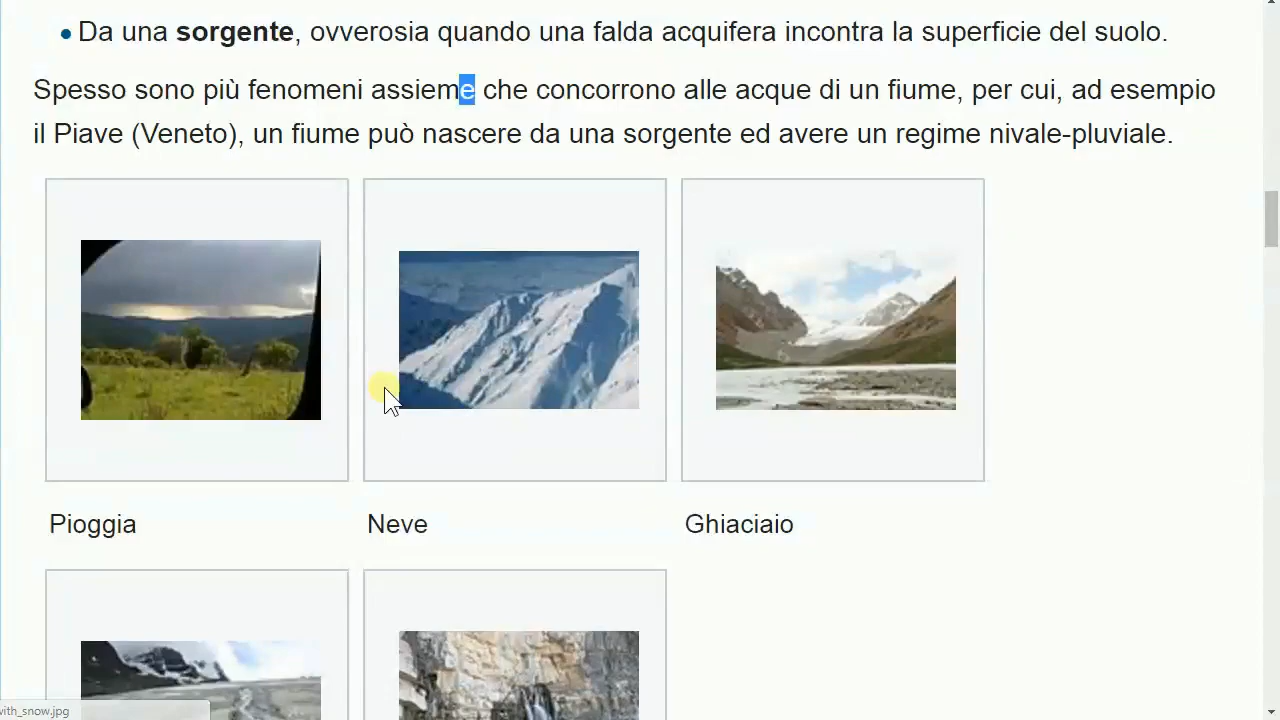 Da una sorgente, ovverosia quando una falda acquifera incontra la superficie del suolo.
Spesso sono più fenomeni assieme che concorrono alle acque di un fiume, per cui, ad esempio
il Piave (Veneto), un fiume può nascere da una sorgente ed avere un regime nivale-pluviale.
Pioggia
Neve
Ghiaciaio
with_snow.jpg